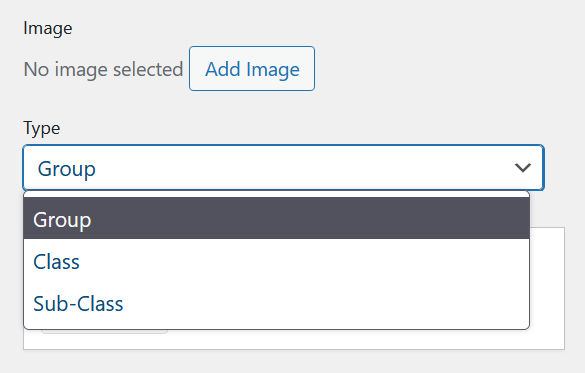 Image
No image selected Add Image
Type
Group
Group
Class
Sub-Class